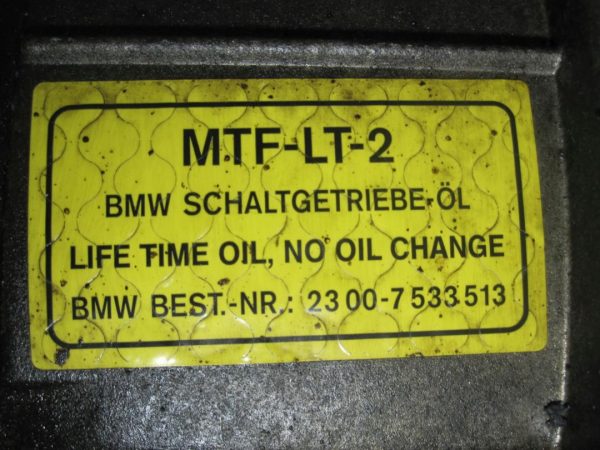 MTF-LT-2
BMW SCHALTGETRIEBE-ÖL
LIFE TIME OIL, NO OIL CHANGE
BMW BEST.-NR.: 23 00-7 533 513